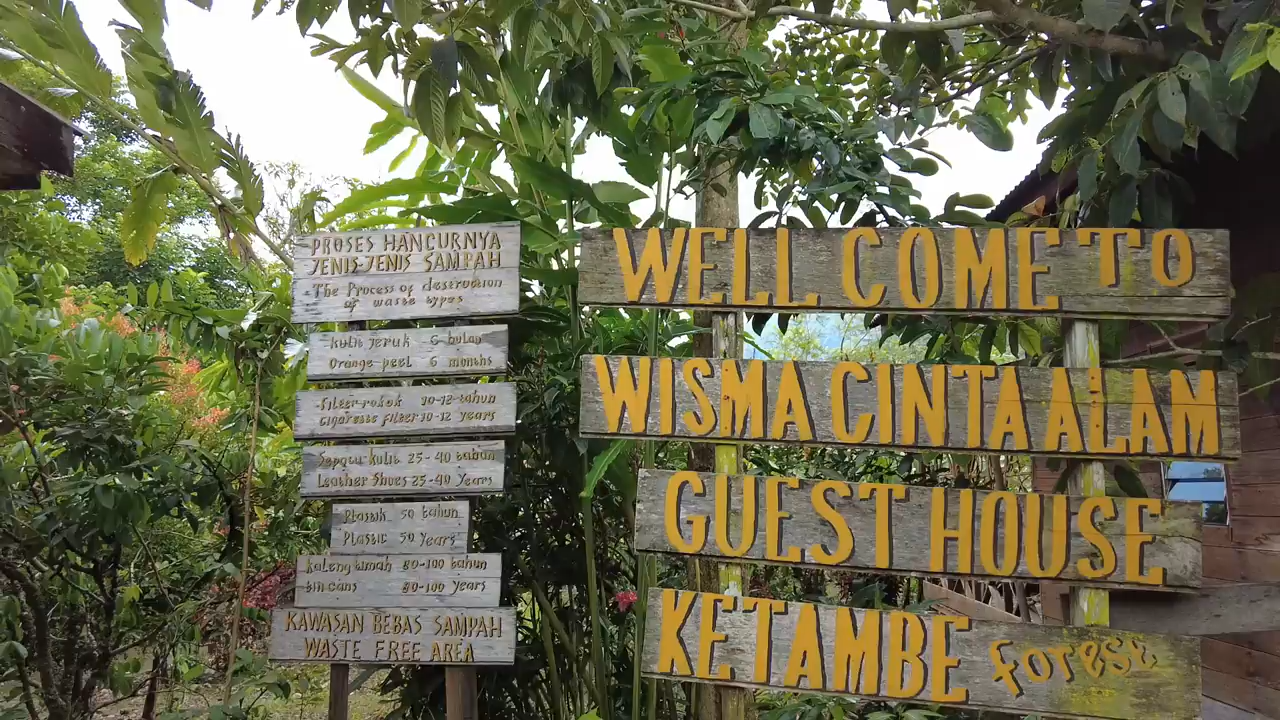 PROSES HANCURNYA
JENIS-JENIS SAMPAH
The Process of destruction
of waste types
kulit jeruk 6 bulan
Orange peel 6 months
Filter rokok 10-12 tahun
Cigarette filter 10-12 years
Sepatu kulit 25-40 tahun
Leather Shoes 25-40 years
Plastik 50 tahun
Plastic 50 years
kaleng timah 80-100 tahun
tin cans 80-100 years
KAWASAN BEBAS SAMPAH
WASTE FREE AREA
WELL COME TO
WISMA CINTA ALAM
GUEST HOUSE
KETAMBE forest